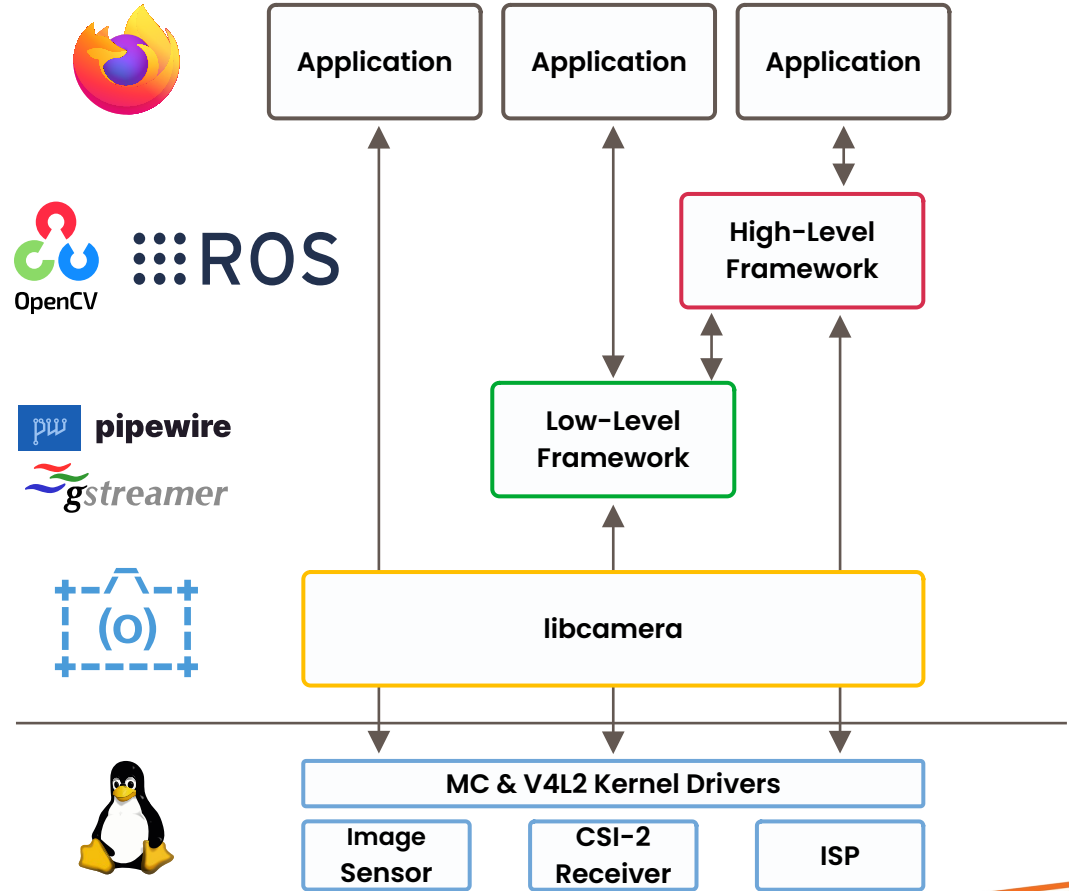 Application
Application
Application
High-Level
Framework
OpenCV
ROS
Low-Level
Framework
pw
pipewire
gstreamer
(O)
libcamera
MC & V4L2 Kernel Drivers
Image
Sensor
CSI-2
Receiver
ISP